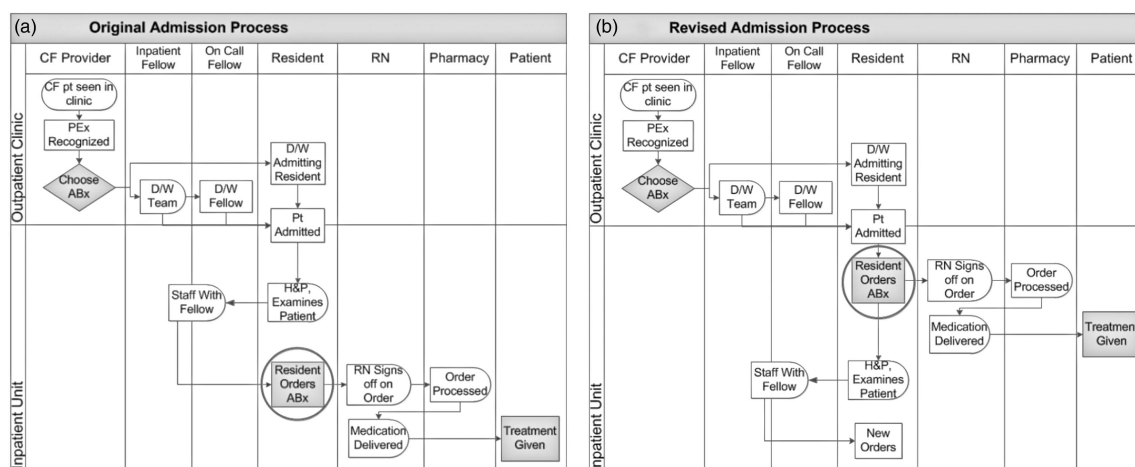 (a)
Original Admission Process
CF Provider
Inpatient
Fellow
On Call
Fellow
Resident
RN
Pharmacy
Patient
Outpatient Clinic
CF pt seen in
clinic
PEx
Recognized
Choose
ABx
D/W
Team
D/W
Fellow
D/W
Admitting
Resident
Pt
Admitted
Inpatient Unit
H&P,
Examines
Patient
Staff With
Fellow
Resident
Orders
ABx
RN Signs
off on
Order
Order
Processed
Medication
Delivered
Treatment
Given
(b)
Revised Admission Process
CF Provider
Inpatient
Fellow
On Call
Fellow
Resident
RN
Pharmacy
Patient
Outpatient Clinic
CF pt seen in
clinic
PEx
Recognized
Choose
ABx
D/W
Team
D/W
Fellow
D/W
Admitting
Resident
Pt
Admitted
Inpatient Unit
Resident
Orders
ABx
RN Signs
off on
Order
Order
Processed
Medication
Delivered
Treatment
Given
H&P,
Examines
Patient
Staff With
Fellow
New
Orders